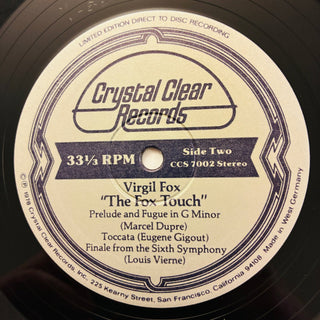 LIMITED EDITION DIRECT TO DISC RECORDING
Crystal Clear
Records
33⅓ RPM
Side Two
CCS 7002 Stereo
Virgil Fox
"The Fox Touch"
Prelude and Fugue in G Minor
(Marcel Dupre)
Toccata (Eugene Gigout)
Finale from the Sixth Symphony
(Louis Vierne)
©℗ 1978 Crystal Clear Records, Inc., 225 Kearny Street, San Francisco, California 94108 Made in West Germany